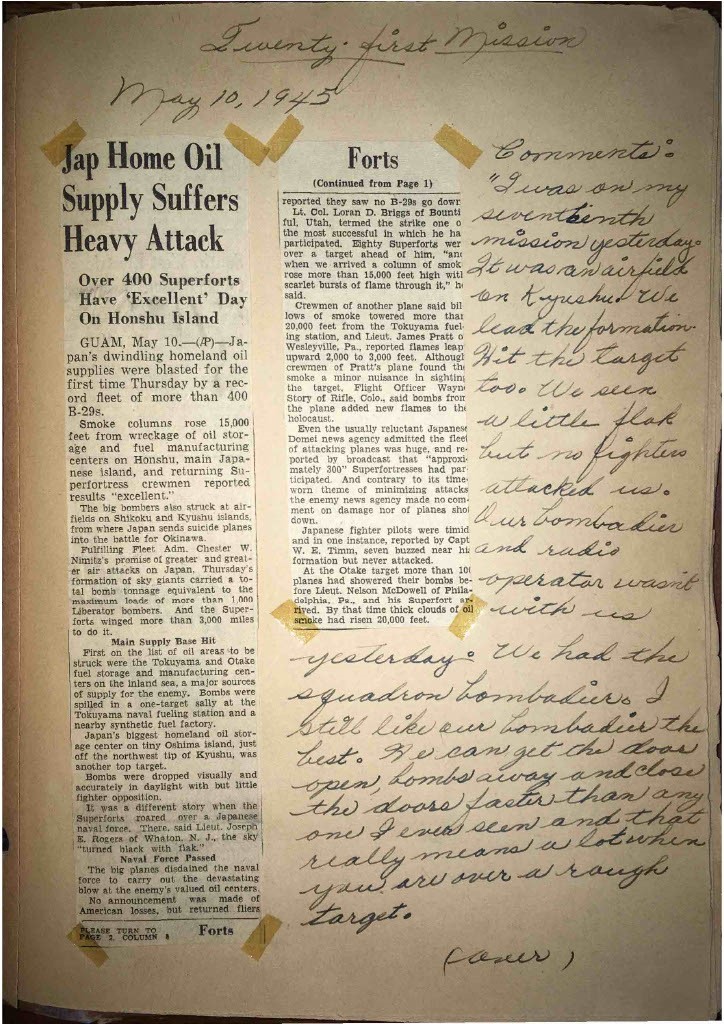 Twenty-first Mission
May 10, 1945
Jap Home Oil
Supply Suffers
Heavy Attack
Over 400 Superforts
Have 'Excellent' Day
On Honshu Island
GUAM, May 10.—(AP)—Ja-
pan's dwindling homeland oil
supplies were blasted for the
first time Thursday by a rec-
ord fleet of more than 400
B-29s.
Smoke columns rose 15,000
feet from wreckage of oil stor-
age and fuel manufacturing
centers on Honshu, main Japa-
nese island, and returning Su-
perfortress crewmen reported
results "excellent."
The big bombers also struck at air-
fields on Shikoku and Kyushu islands,
from where Japan sends suicide planes
into the battle for Okinawa.
Fulfilling Fleet Adm. Chester W.
Nimitz's promise of greater and great-
er air attacks on Japan, Thursday's
formation of sky giants carried a to-
tal bomb tonnage equivalent to the
maximum loads of more than 1,000
Liberator bombers. And the Super-
forts winged more than 3,000 miles
to do it.
Main Supply Base Hit
First on the list of oil areas to be
struck were the Tokuyama and Otake
fuel storage and manufacturing cen-
ters on the Inland sea, a major sources
of supply for the enemy. Bombs were
spilled in a one-target sally at the
Tokuyama naval fueling station and a
nearby synthetic fuel factory.
Japan's biggest homeland oil stor-
age center on tiny Oshima island, just
off the northwest tip of Kyushu, was
another top target.
Bombs were dropped visually and
accurately in daylight with but little
fighter opposition.
It was a different story when the
Superforts roared over a Japanese
naval force. There, said Lieut. Joseph
E. Rogers of Whaton, N. J., the sky
"turned black with flak."
Naval Force Passed
The big planes disdained the naval
force to carry out the devastating
blow at the enemy's valued oil centers.
No announcement was made of
American losses, but returned fliers
PLEASE TURN TO
PAGE 2, COLUMN 8 Forts
Forts
(Continued from Page 1)
reported they saw no B-29s go down
Lt. Col. Loran D. Briggs of Bounti
ful, Utah, termed the strike one o
the most successful in which he ha
participated. Eighty Superforts wer
over a target ahead of him, "and
when we arrived a column of smok
rose more than 15,000 feet high with
scarlet bursts of flame through it," he
said.
Crewmen of another plane said bil
lows of smoke towered more that
20,000 feet from the Tokuyama fuel-
ing station, and Lieut. James Pratt o
Wesleyville, Pa., reported flames leap
upward 2,000 to 3,000 feet. Although
crewmen of Pratt's plane found the
smoke a minor nuisance in sighting
the target, Flight Officer Wayne
Story of Rifle, Colo., said bombs from
the plane added new flames to the
holocaust.
Even the usually reluctant Japanese
Domei news agency admitted the fleet
of attacking planes was huge, and re-
ported by broadcast that "approxi-
mately 300" Superfortresses had par-
ticipated. And contrary to its time-
worn theme of minimizing attacks
the enemy news agency made no com-
ment on damage nor of planes shot
down.
Japanese fighter pilots were timid
and in one instance, reported by Capt
W. E. Timm, seven buzzed near his
formation but never attacked.
At the Otake target more than 100
planes had showered their bombs be-
fore Lieut. Nelson McDowell of Phila-
delphia, Pa., and his Superfort ar-
rived. By that time thick clouds of oil
smoke had risen 20,000 feet.
Comments:
"I was on my
seventeenth
mission yesterday.
It was an airfield
on Kyushu. We
lead the formation.
Hit the target
too. We seen
a little flak
but no fighters
attacked us.
Our bombadier
and radio
operator wasn't
with us
yesterday. We had the
squadron bombadier. I
still like our bombadier the
best. He can get the door
open, bombs away and close
the doors faster than any
one I ever seen and that
really means a lot when
you are over a rough
target.
(over)